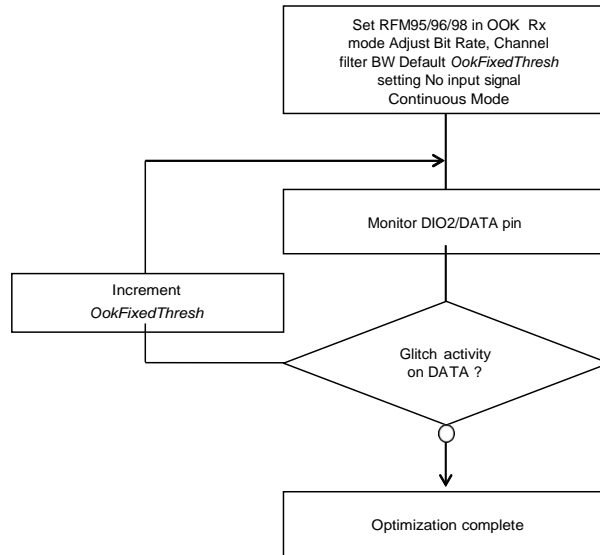 Set RFM95/96/98 in OOK Rx
mode Adjust Bit Rate, Channel
filter BW Default OokFixedThresh
setting No input signal
Continuous Mode
Monitor DIO2/DATA pin
Increment
OokFixedThresh
Glitch activity
on DATA ?
Optimization complete